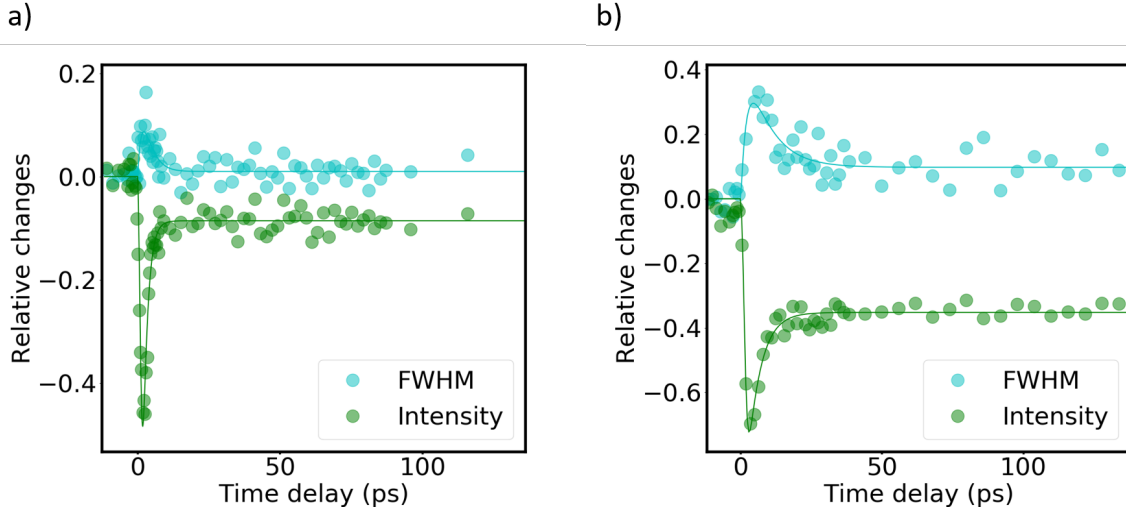 a)
b)
0.2
0.0
−0.2
−0.4
Relative changes
FWHM
Intensity
0
50
100
Time delay (ps)
0.4
0.2
0.0
−0.2
−0.4
−0.6
Relative changes
FWHM
Intensity
0
50
100
Time delay (ps)